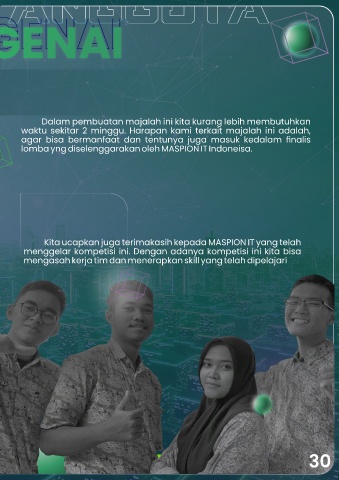 ANGGOTA
GENAI
Dalam pembuatan majalah ini kita kurang lebih membutuhkan
waktu sekitar 2 minggu. Harapan kami terkait majalah ini adalah,
agar bisa bermanfaat dan tentunya juga masuk kedalam finalis
lomba yng diselenggarakan oleh MASPION IT Indoneisa.
Kita ucapkan juga terimakasih kepada MASPION IT yang telah
menggelar kompetisi ini. Dengan adanya kompetisi ini kita bisa
mengasah kerja tim dan menerapkan skill yang telah dipelajari
30